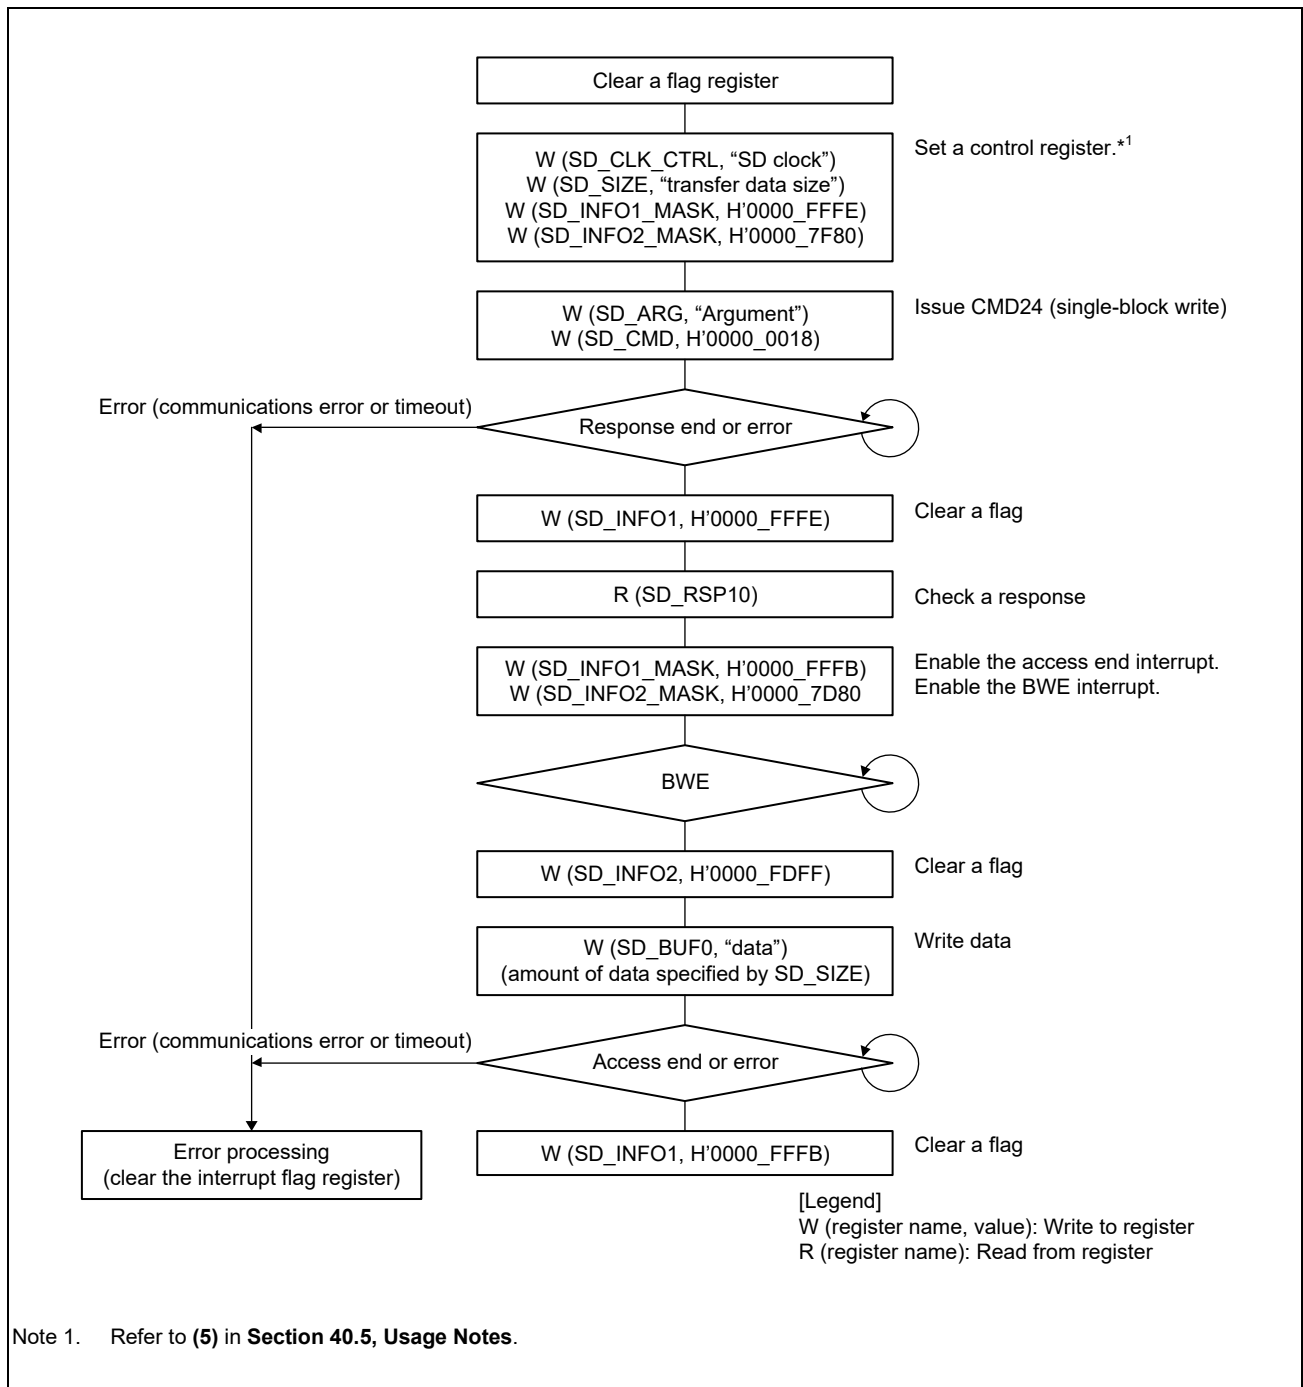 Clear a flag register
W (SD_CLK_CTRL, “SD clock”)
W (SD_SIZE, “transfer data size”)
W (SD_INFO1_MASK, H'0000_FFFE)
W (SD_INFO2_MASK, H'0000_7F80)
Set a control register.*1
W (SD_ARG, “Argument”)
W (SD_CMD, H'0000_0018)
Issue CMD24 (single-block write)
Error (communications error or timeout)
Response end or error
W (SD_INFO1, H'0000_FFFE)
Clear a flag
R (SD_RSP10)
Check a response
W (SD_INFO1_MASK, H'0000_FFFB)
W (SD_INFO2_MASK, H'0000_7D80
Enable the access end interrupt.
Enable the BWE interrupt.
BWE
W (SD_INFO2, H'0000_FDFF)
Clear a flag
W (SD_BUF0, “data”)
(amount of data specified by SD_SIZE)
Write data
Error (communications error or timeout)
Access end or error
Error processing
(clear the interrupt flag register)
W (SD_INFO1, H'0000_FFFB)
Clear a flag
[Legend]
W (register name, value): Write to register
R (register name): Read from register
Note 1. Refer to (5) in Section 40.5, Usage Notes.